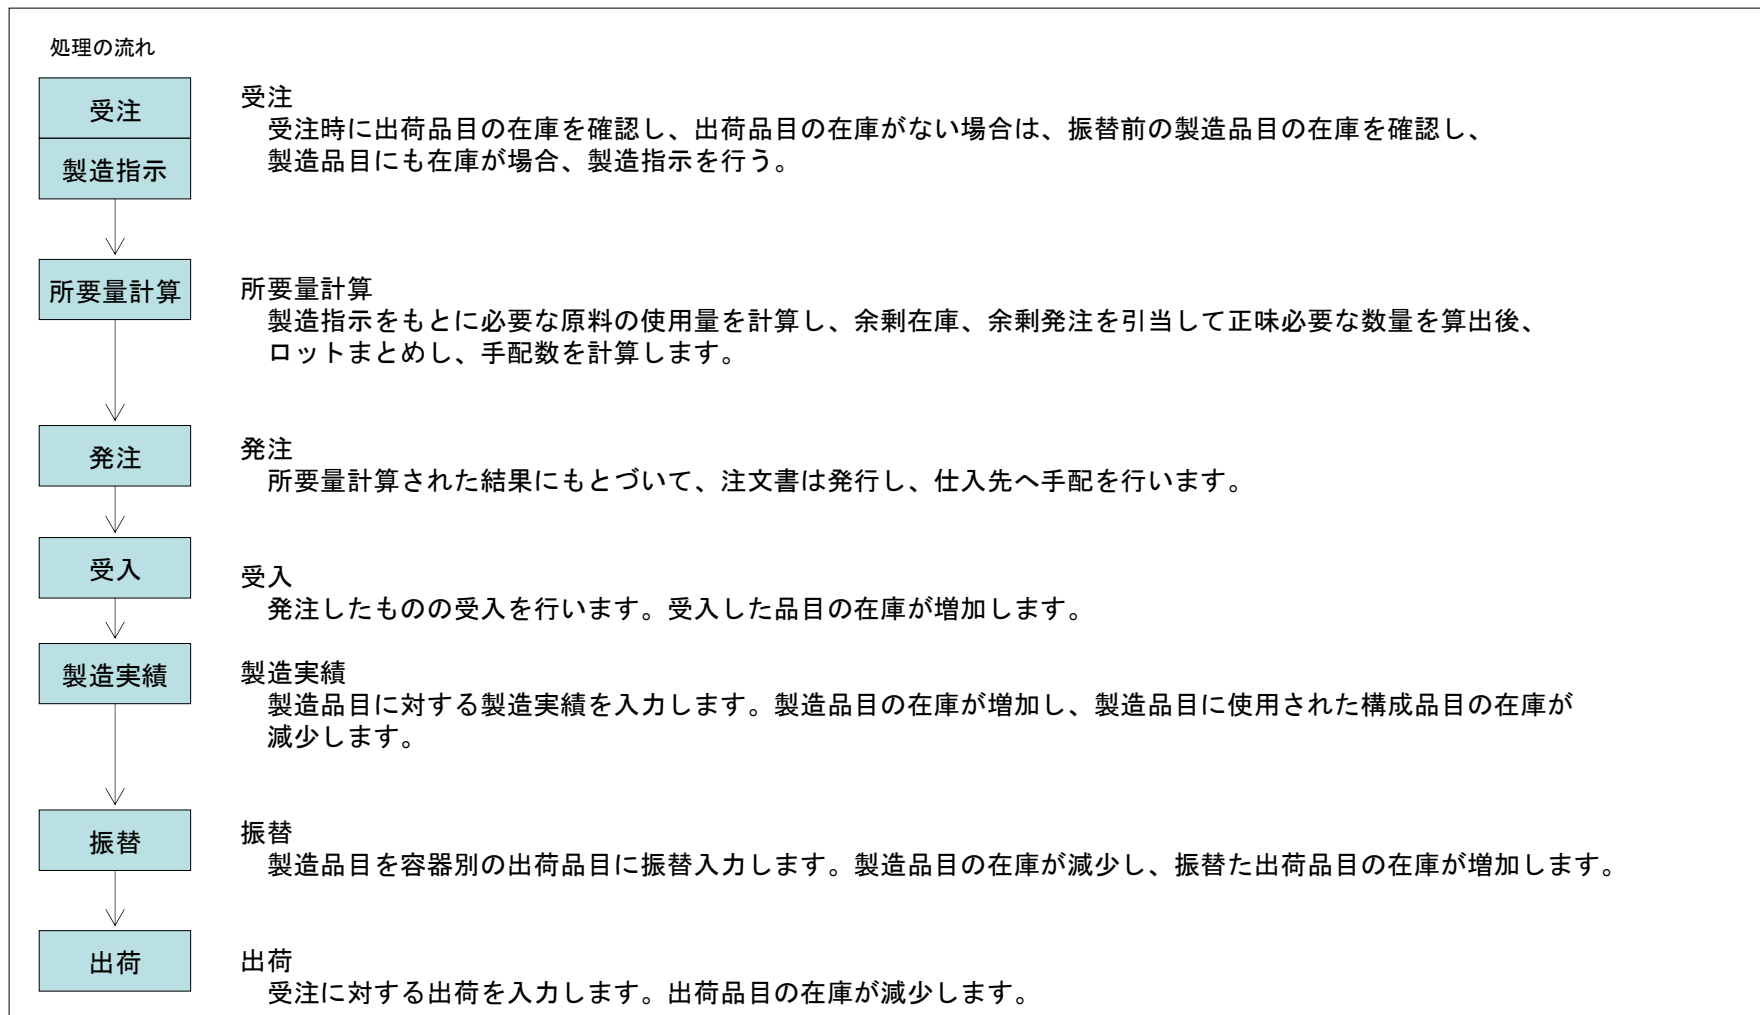 処理の流れ
受注
製造指示
所要量計算
発注
受入
製造実績
振替
出荷
受注
受注時に出荷品目の在庫を確認し、出荷品目の在庫がない場合は、振替前の製造品目の在庫を確認し、
製造品目にも在庫が場合、製造指示を行う。
所要量計算
製造指示をもとに必要な原料の使用量を計算し、余剰在庫、余剰発注を引当して正味必要な数量を算出後、
ロットまとめし、手配数を計算します。
発注
所要量計算された結果にもとづいて、注文書は発行し、仕入先へ手配を行います。
受入
発注したものの受入を行います。受入した品目の在庫が増加します。
製造実績
製造品目に対する製造実績を入力します。製造品目の在庫が増加し、製造品目に使用された構成品目の在庫が
減少します。
振替
製造品目を容器別の出荷品目に振替入力します。製造品目の在庫が減少し、振替た出荷品目の在庫が増加します。
出荷
受注に対する出荷を入力します。出荷品目の在庫が減少します。